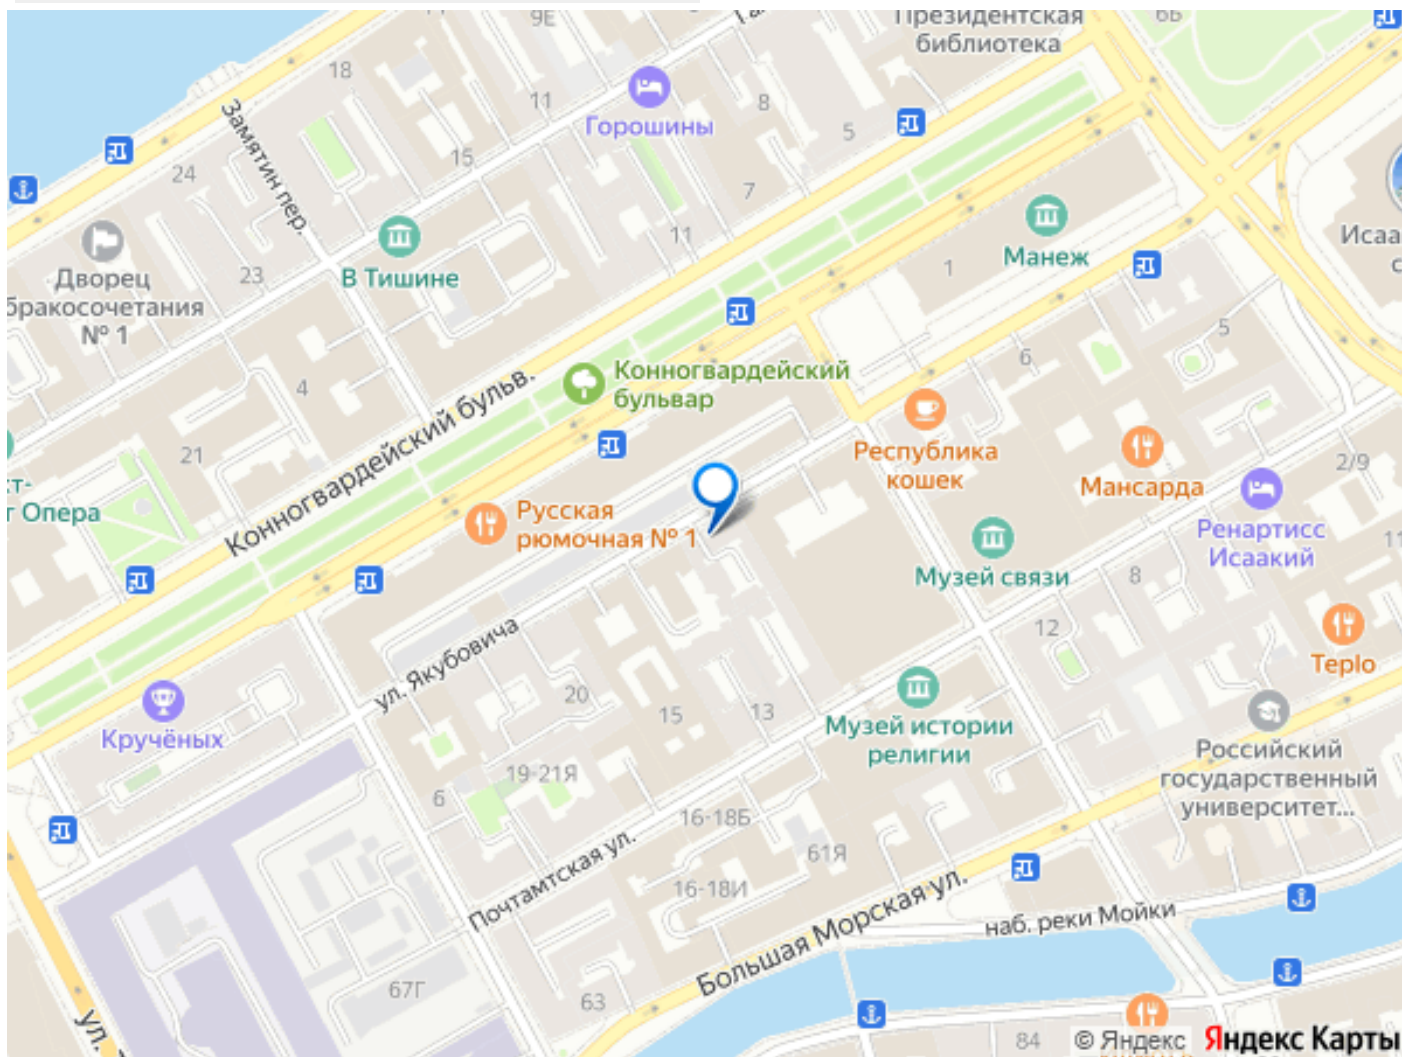 9Е
Га
Президентская
библиотека
6Б
18
Замятин пер.
11
Горошины
8
5
15
24
7
11
Манеж
1
Исаа
с
Дворец
бракосочетания
№ 1
23
В Тишине
5
6
4
Конногвардейский
бульвар
Конногвардейский бульв.
Республика
кошек
Мансарда
2/9
21
кт-
т Опера
Русская
рюмочная № 1
Ренартисс
Исаакий
11
Музей связи
8
12
Teplo
ул. Якубовича
20
15
13
Музей истории
религии
Кручёных
Российский
государственный
университет...
19-21Я
6
16-18Б
61Я
Почтамтская ул.
16-18И
Большая Морская ул.
наб. реки Мойки
67Г
63
ул.
84
© Яндекс Яндекс Карты